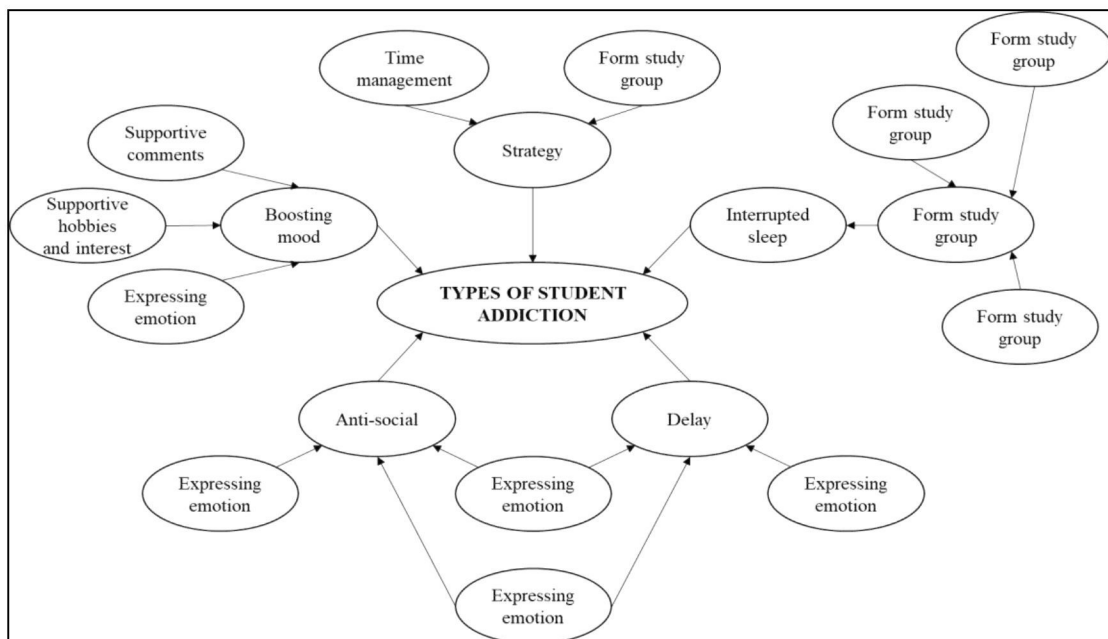 Form study
group
Time
management
Form study
group
Form study
group
Supportive
comments
Strategy
Supportive
hobbies
and interest
Boosting
mood
Interrupted
sleep
Form study
group
Expressing
emotion
TYPES OF STUDENT
ADDICTION
Form study
group
Anti-social
Delay
Expressing
emotion
Expressing
emotion
Expressing
emotion
Expressing
emotion